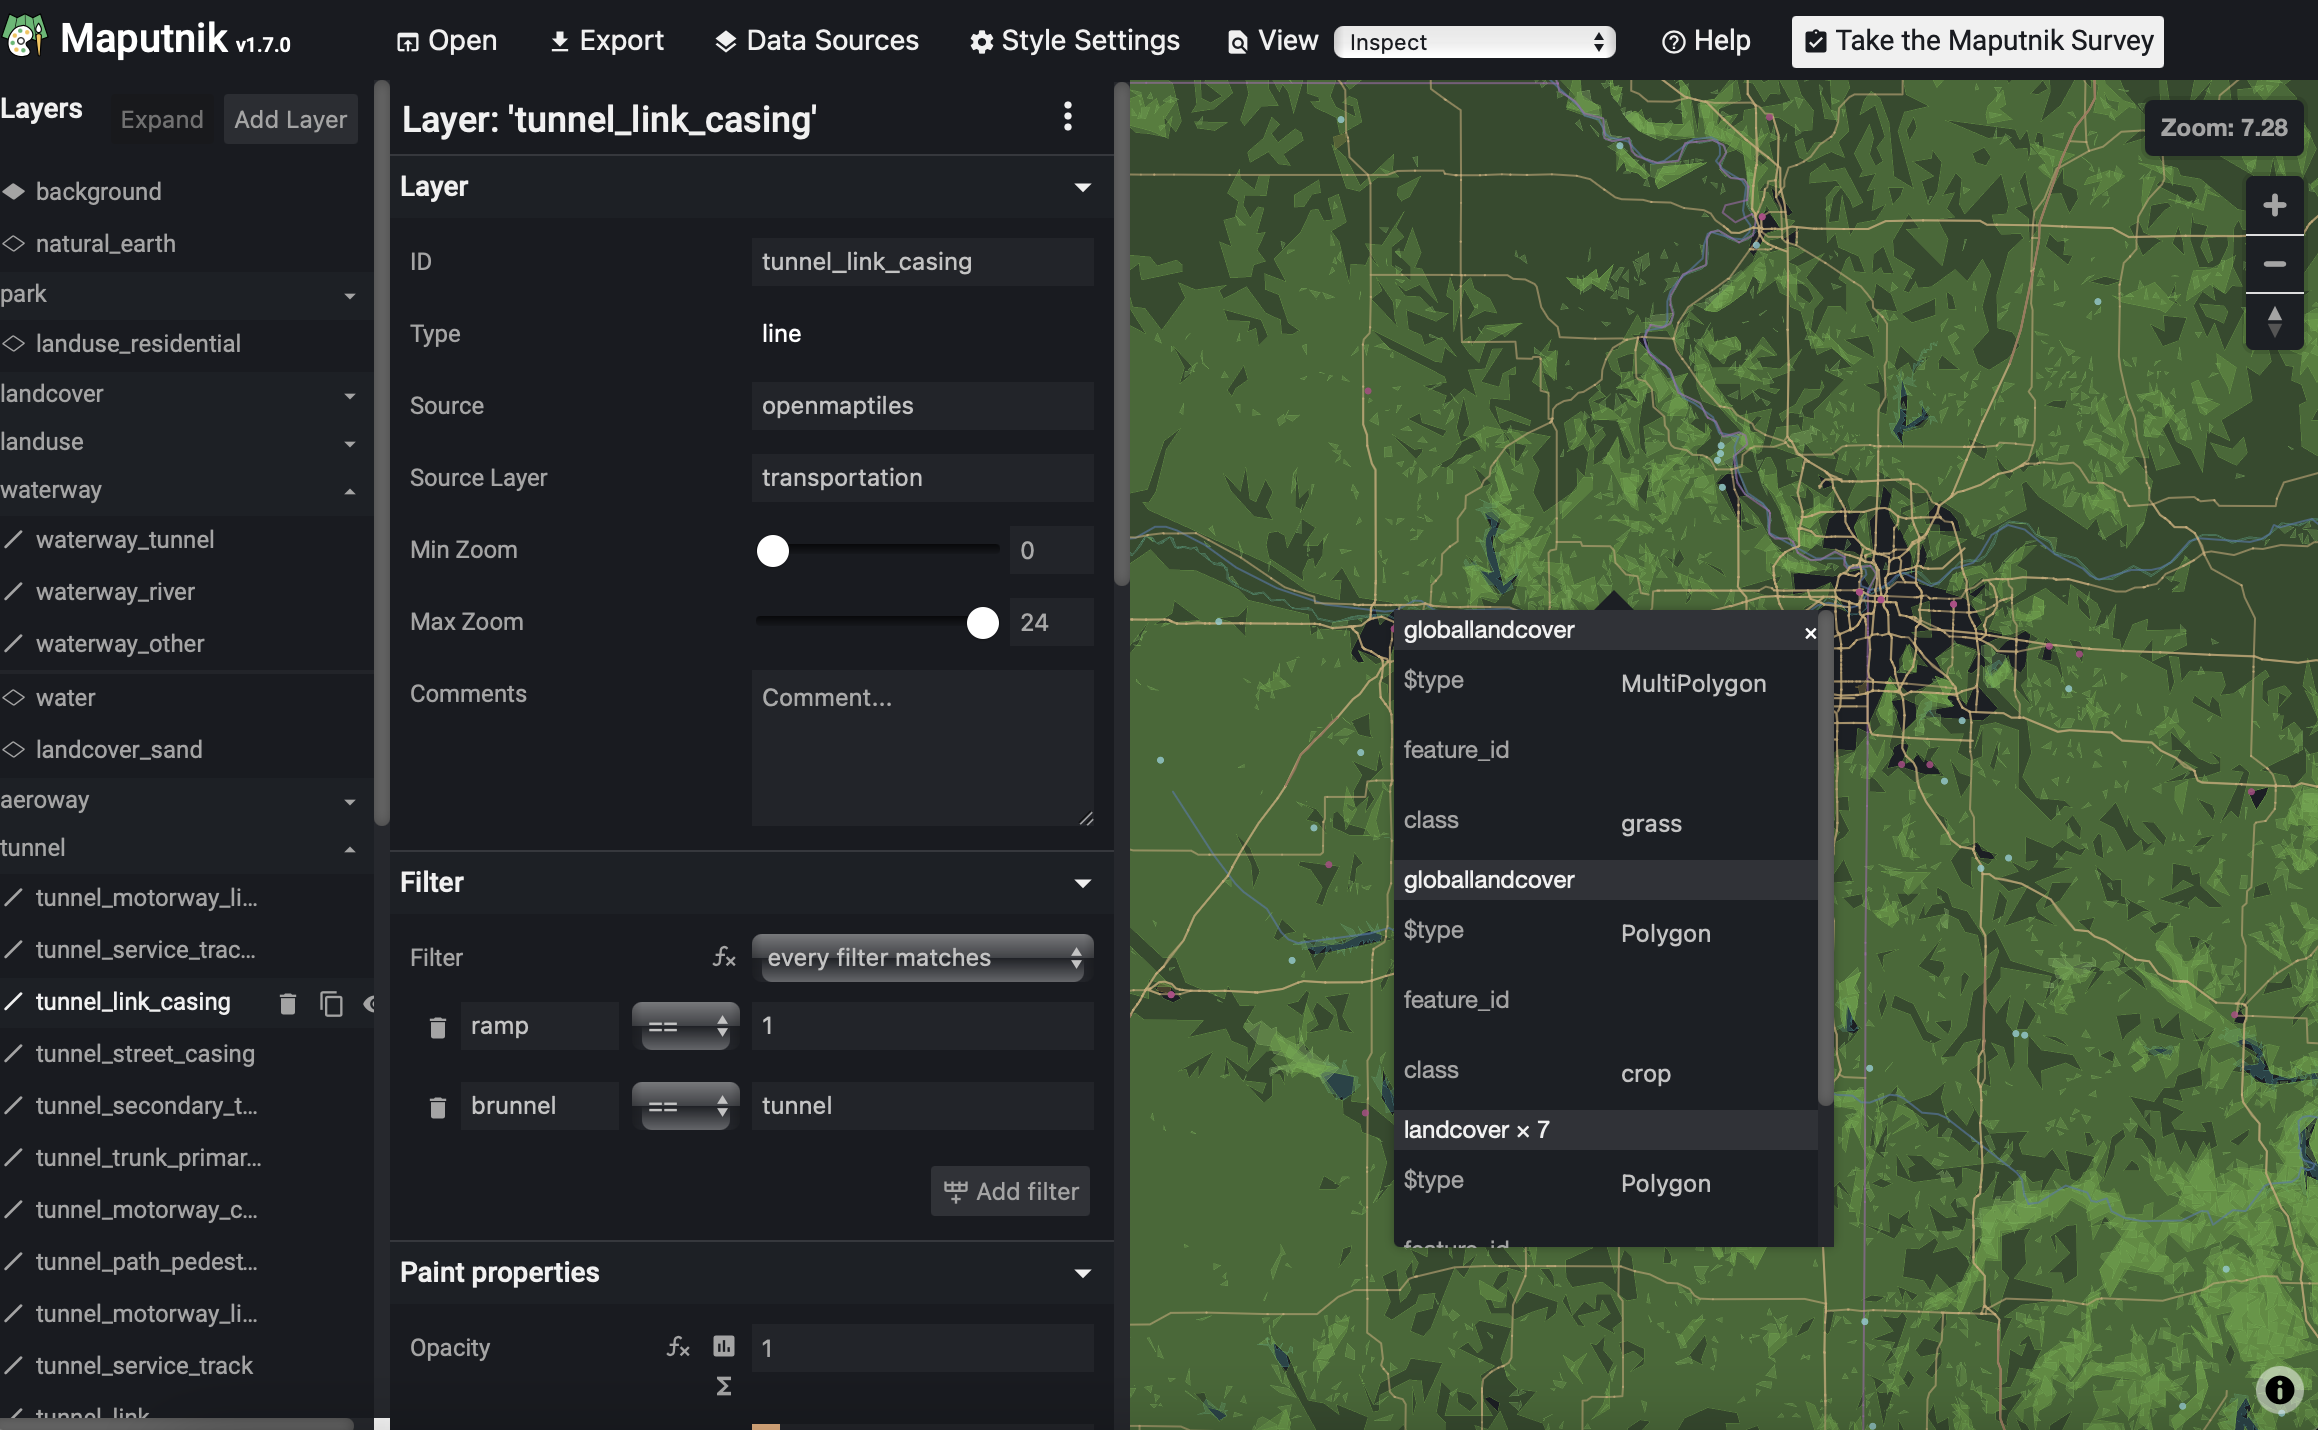 Maputnik v1.7.0
Open
Export
Data Sources
Style Settings
View
Inspect
Help
Take the Maputnik Survey
Layers
Expand
Add Layer
background
natural_earth
park
landuse_residential
landcover
landuse
waterway
waterway_tunnel
waterway_river
waterway_other
water
landcover_sand
aeroway
tunnel
tunnel_motorway_li...
tunnel_service_trac...
tunnel_link_casing
tunnel_street_casing
tunnel_secondary_t...
tunnel_trunk_primar...
tunnel_motorway_c...
tunnel_path_pedest...
tunnel_motorway_li...
tunnel_service_track
tunnel_link
Layer: 'tunnel_link_casing'
Layer
ID tunnel_link_casing
Type line
Source openmaptiles
Source Layer transportation
Min Zoom 0
Max Zoom 24
Comments Comment...
Filter
Filter fx every filter matches
ramp == 1
brunnel == tunnel
Add filter
Paint properties
Opacity fx 1
Σ
Zoom: 7.28
+
−
globallandcover ×
$type MultiPolygon
feature_id
class grass
globallandcover
$type Polygon
feature_id
class crop
landcover × 7
$type Polygon
feature_id